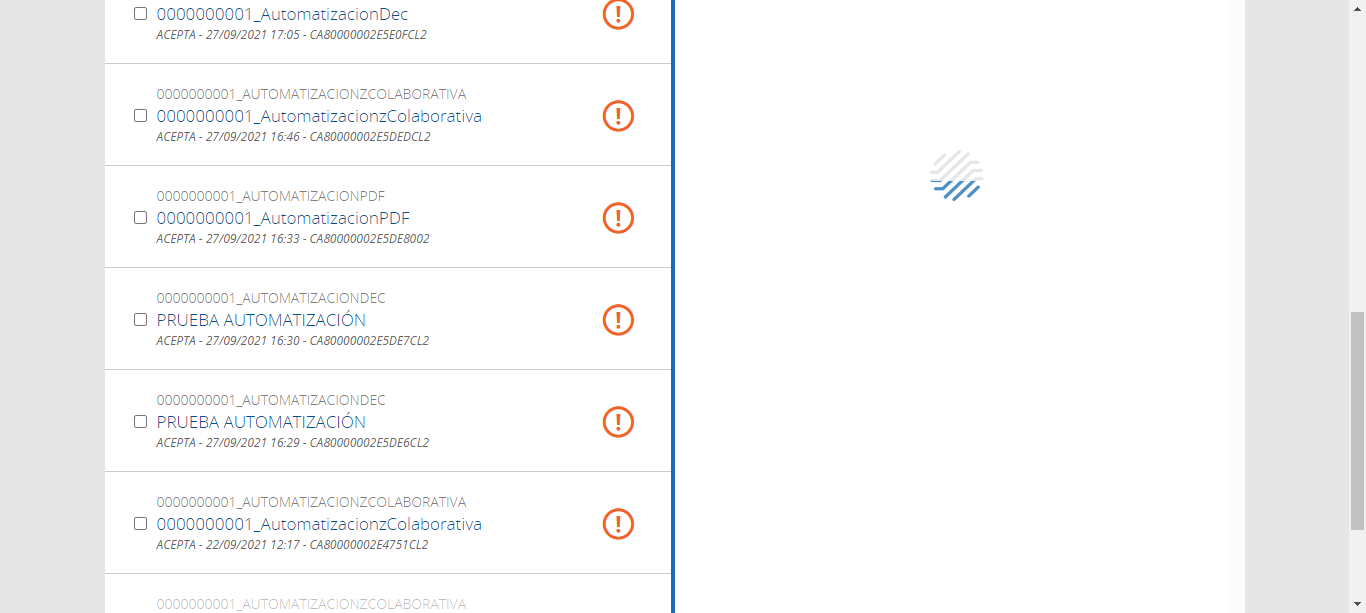 0000000001_AutomatizacionDec
ACEPTA - 27/09/2021 17:05 - CA80000002E5E0FCL2
0000000001_AUTOMATIZACIONZCOLABORATIVA
0000000001_AutomatizacionzColaborativa
ACEPTA - 27/09/2021 16:46 - CA80000002E5DEDCL2
0000000001_AUTOMATIZACIONPDF
0000000001_AutomatizacionPDF
ACEPTA - 27/09/2021 16:33 - CA80000002E5DE8002
0000000001_AUTOMATIZACIONDEC
PRUEBA AUTOMATIZACIÓN
ACEPTA - 27/09/2021 16:30 - CA80000002E5DE7CL2
0000000001_AUTOMATIZACIONDEC
PRUEBA AUTOMATIZACIÓN
ACEPTA - 27/09/2021 16:29 - CA80000002E5DE6CL2
0000000001_AUTOMATIZACIONZCOLABORATIVA
0000000001_AutomatizacionzColaborativa
ACEPTA - 22/09/2021 12:17 - CA80000002E4751CL2
0000000001_AUTOMATIZACIONZCOLABORATIVA